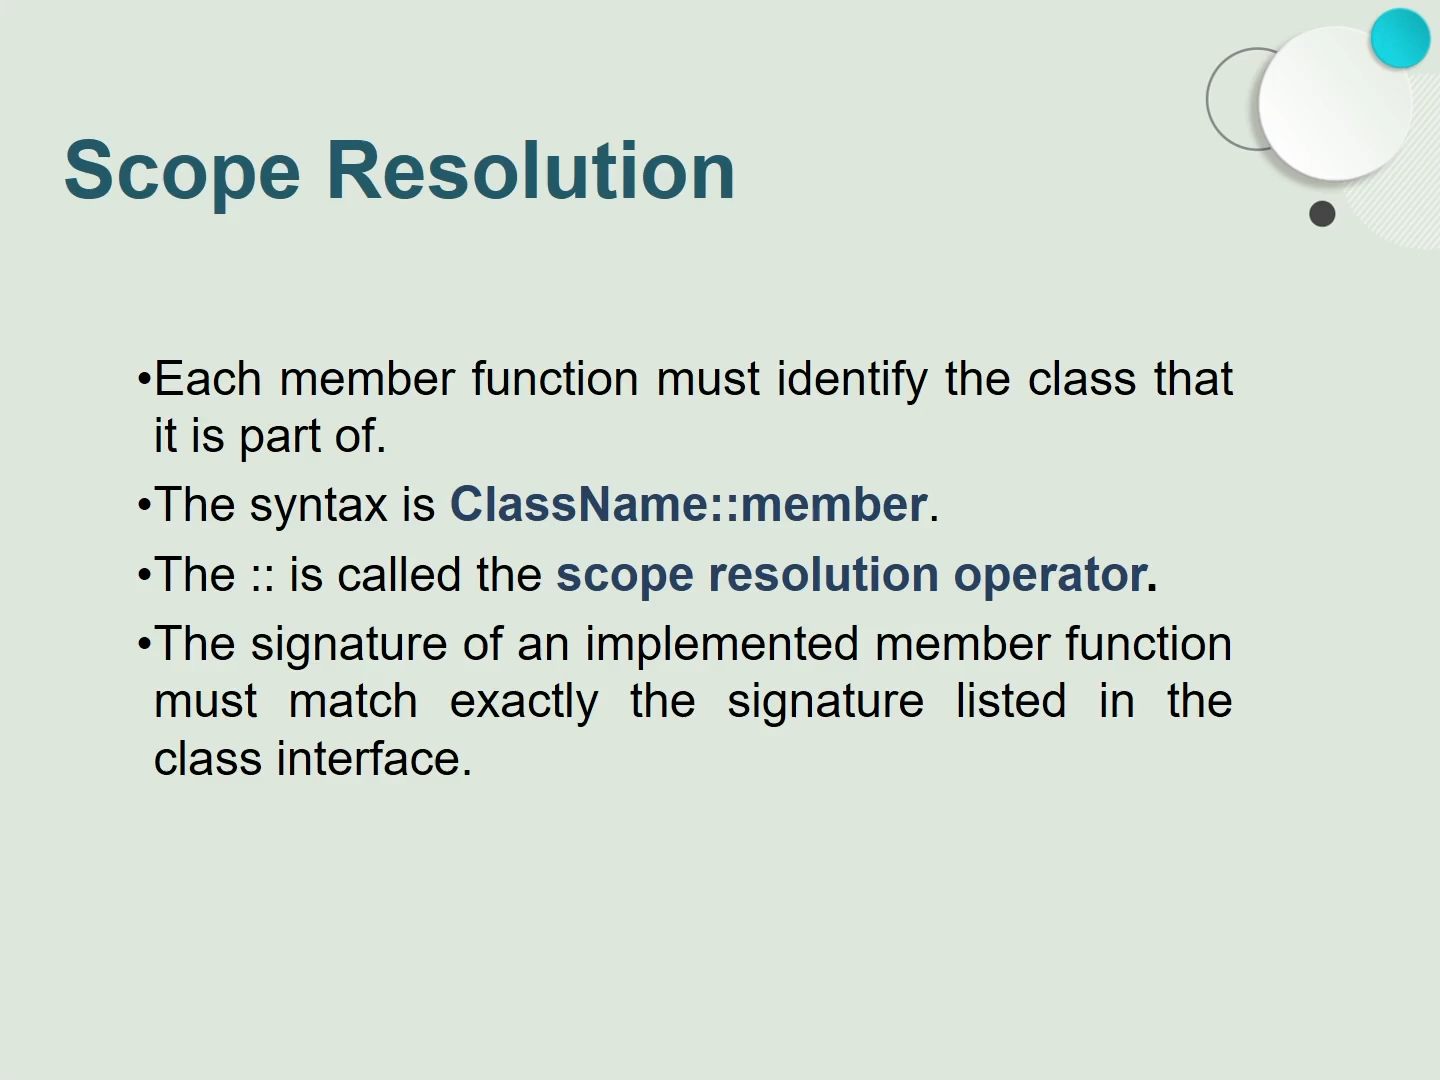 Scope Resolution
•Each member function must identify the class that
it is part of.
•The syntax is ClassName::member.
•The :: is called the scope resolution operator.
•The signature of an implemented member function
must match exactly the signature listed in the
class interface.